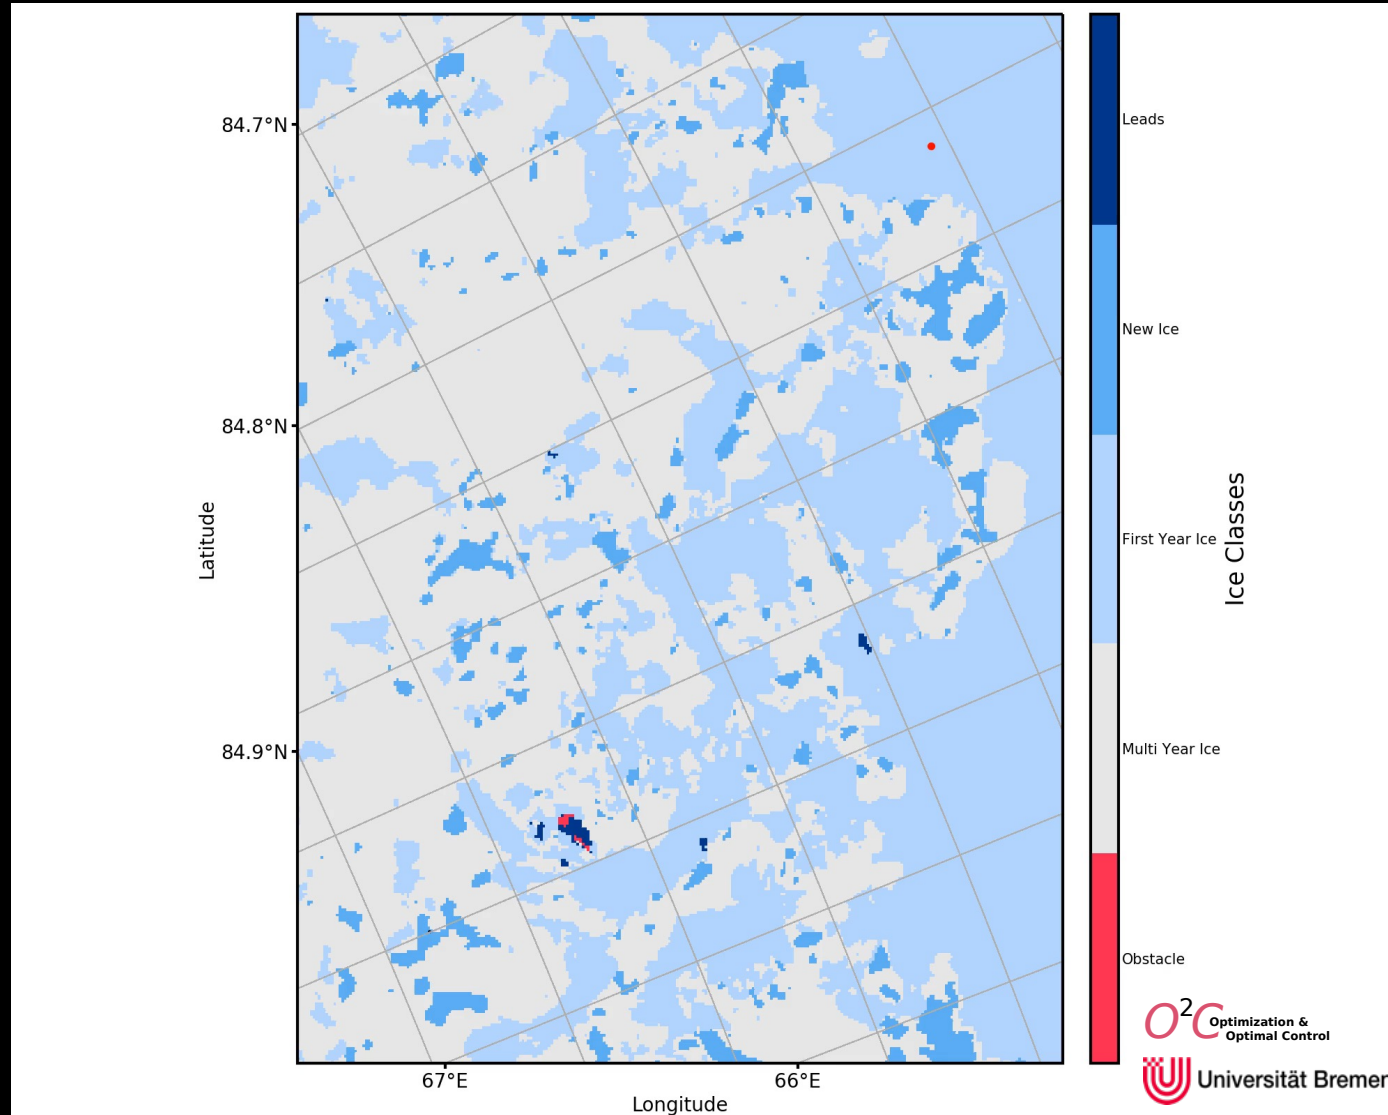 84.7°N
84.8°N
84.9°N
Latitude
67°E
66°E
Longitude
Leads
New Ice
First Year Ice
Multi Year Ice
Obstacle
Ice Classes
O²C Optimization &
Optimal Control
Universität Bremen